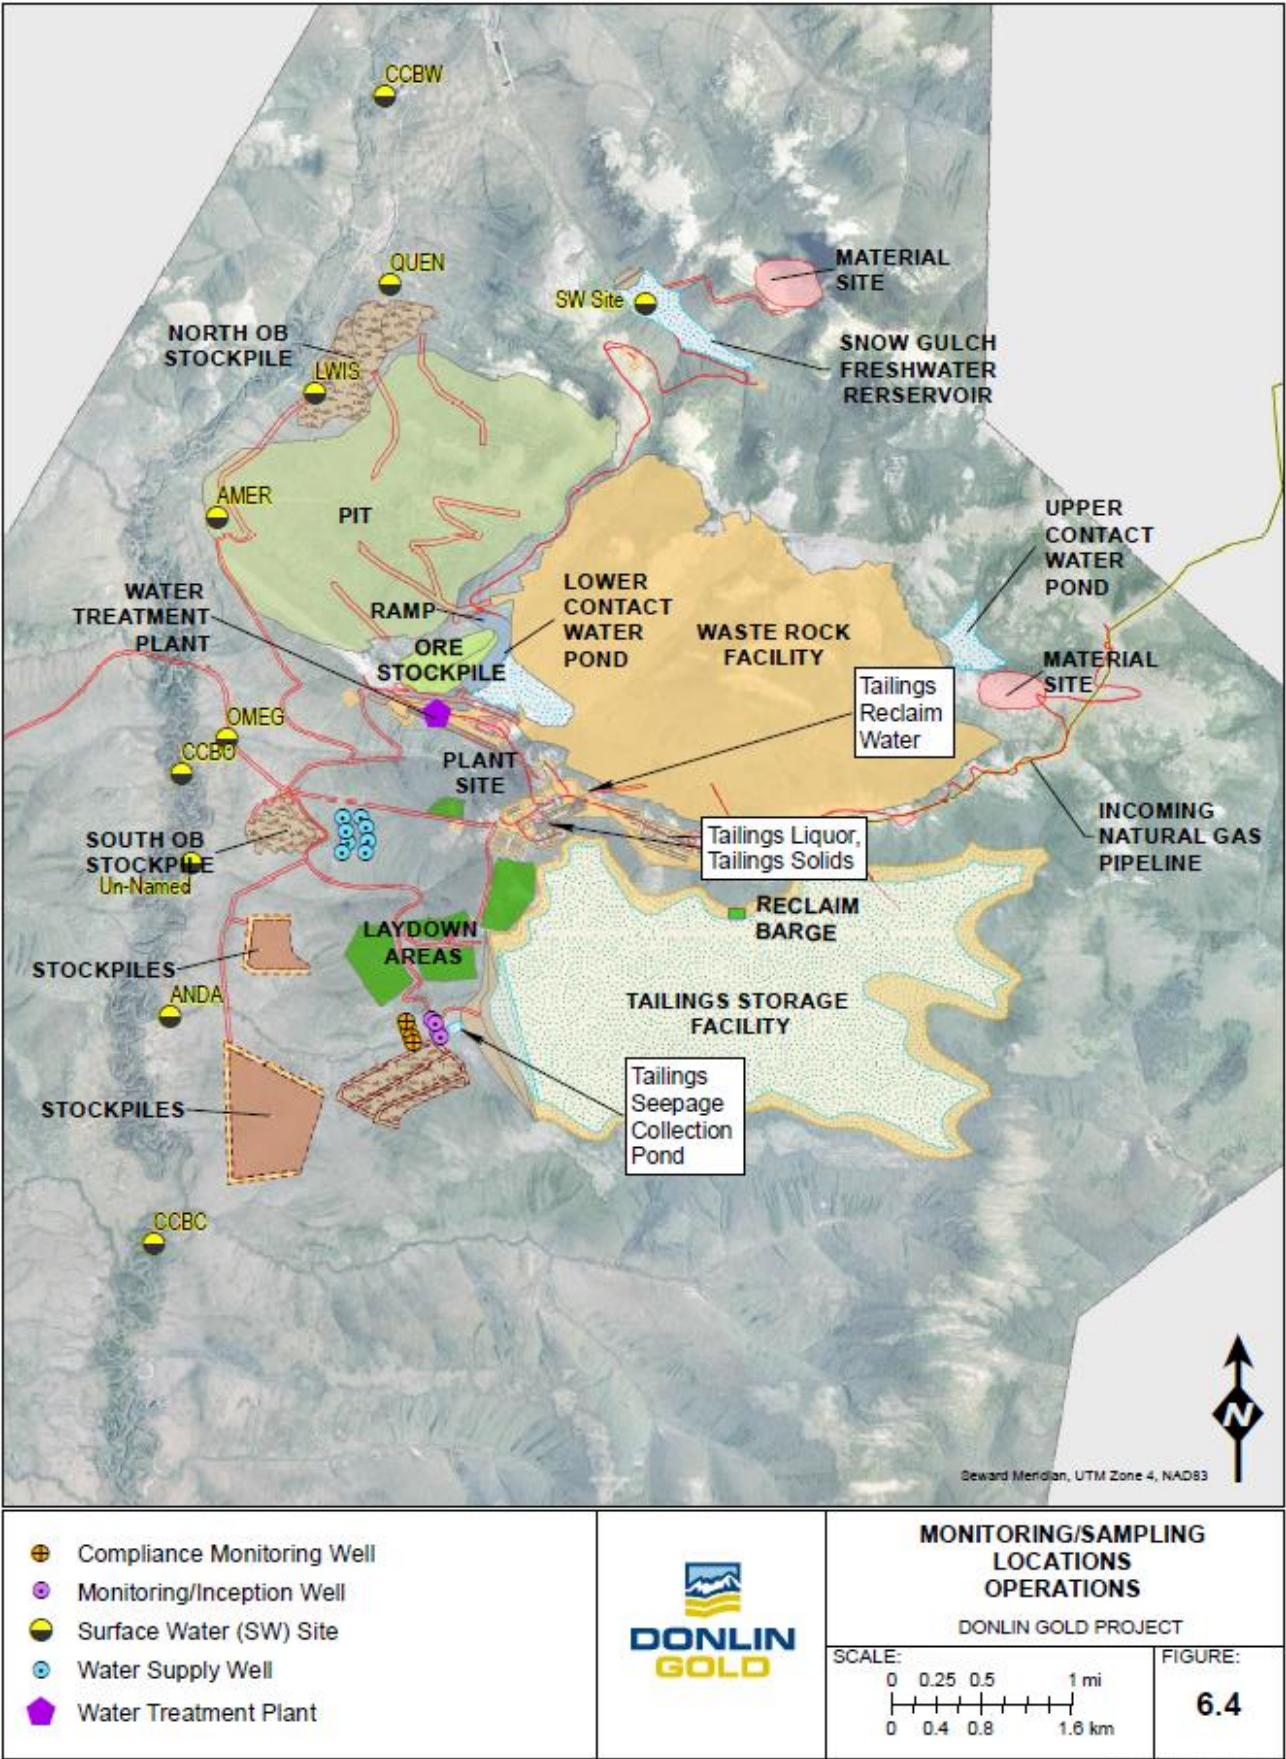 CCBW
QUEN
SW Site
MATERIAL
SITE
NORTH OB
STOCKPILE
LWIS
SNOW GULCH
FRESHWATER
RERSERVOIR
AMER
PIT
UPPER
CONTACT
WATER
POND
WATER
TREATMENT
PLANT
RAMP
LOWER
CONTACT
WATER
POND
ORE
STOCKPILE
WASTE ROCK
FACILITY
MATERIAL
SITE
Tailings
Reclaim
Water
OMEG
CCBO
PLANT
SITE
SOUTH OB
STOCKPILE
Un-Named
Tailings Liquor,
Tailings Solids
INCOMING
NATURAL GAS
PIPELINE
RECLAIM
BARGE
LAYDOWN
AREAS
STOCKPILES
ANDA
TAILINGS STORAGE
FACILITY
Tailings
Seepage
Collection
Pond
STOCKPILES
CCBC
N
Seward Meridian, UTM Zone 4, NAD83
Compliance Monitoring Well
Monitoring/Inception Well
Surface Water (SW) Site
Water Supply Well
Water Treatment Plant
DONLIN
GOLD
MONITORING/SAMPLING
LOCATIONS
OPERATIONS
DONLIN GOLD PROJECT
SCALE:
0 0.25 0.5 1 mi
0 0.4 0.8 1.6 km
FIGURE:
6.4